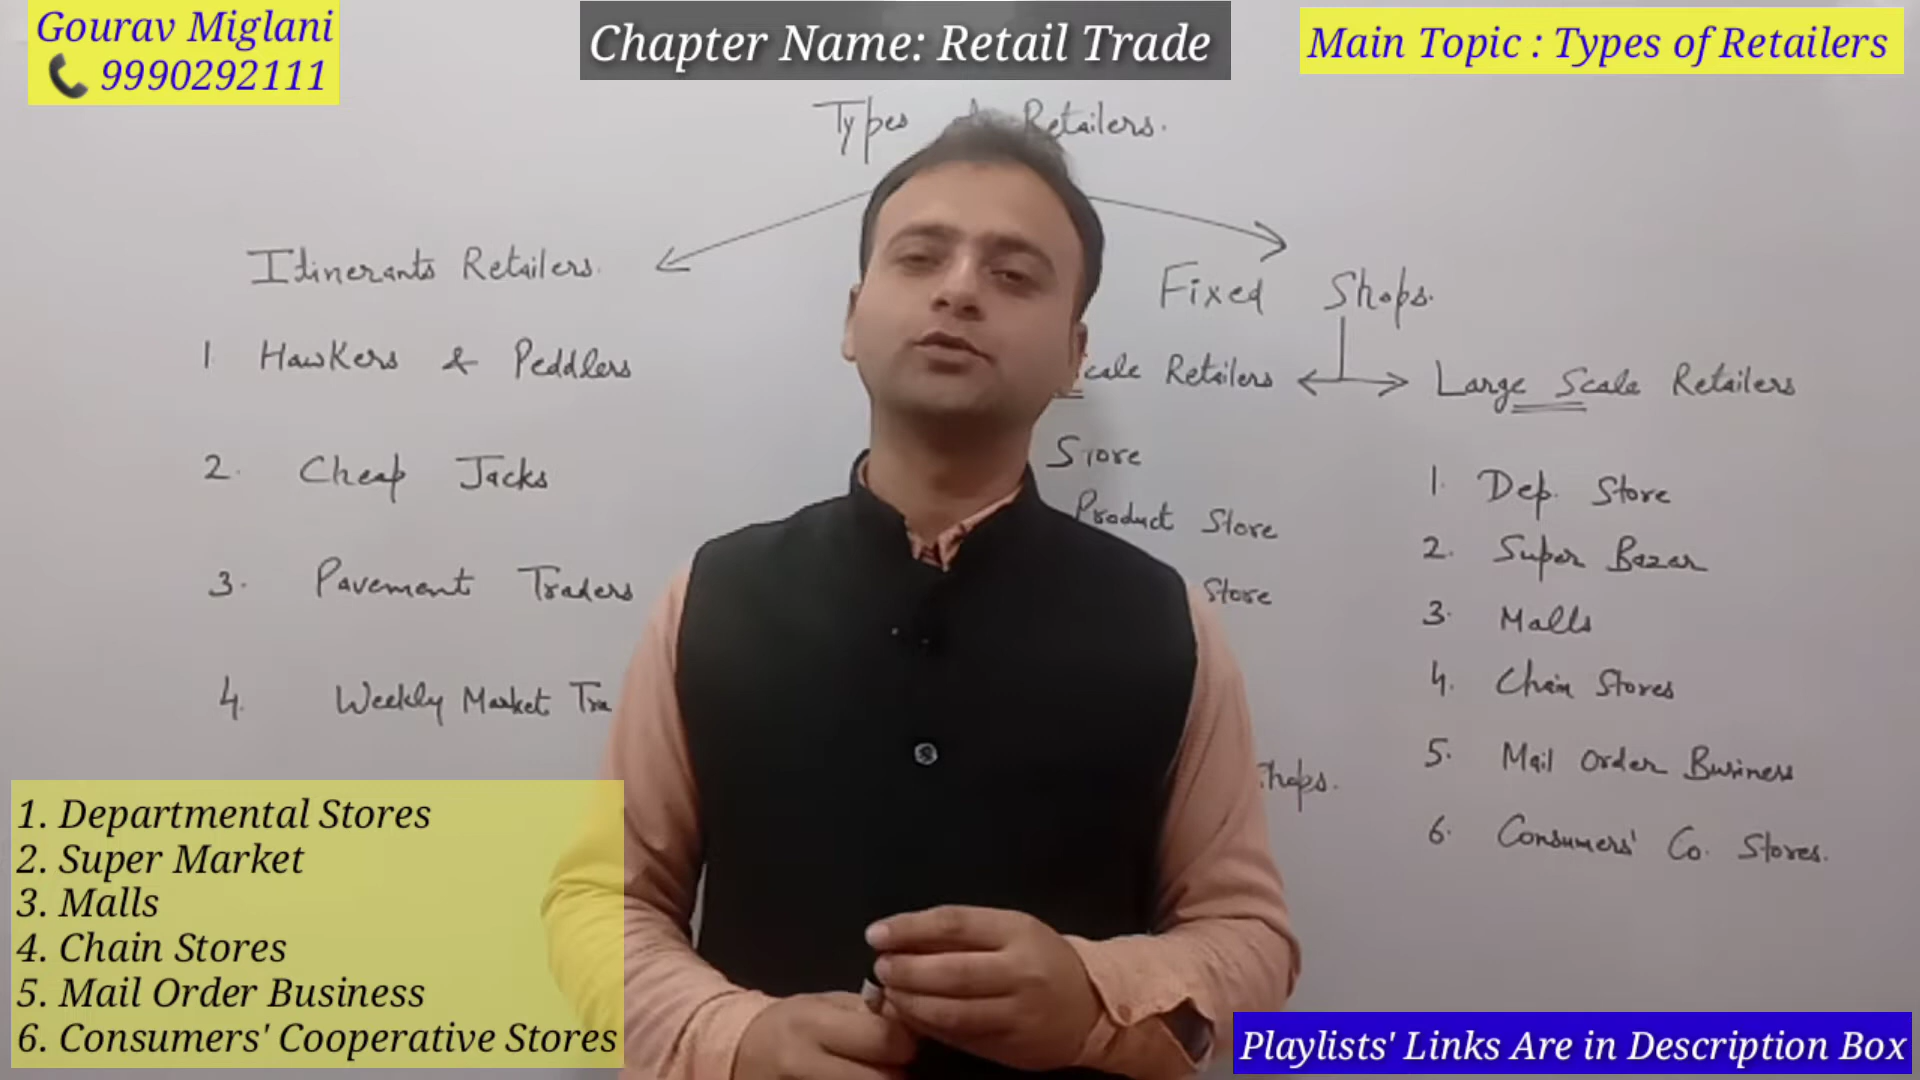 Gourav Miglani
9990292111
Chapter Name: Retail Trade
Main Topic : Types of Retailers
Types Retailers.
Itinerants Retailers.
1 Hawkers & Peddlers
2. Cheap Jacks
3. Pavement Traders
4. Weekly Market Tra
Fixed Shops.
cale Retailers
Store
Product Store
Store
hops.
Large Scale Retailers
1. Dep. Store
2. Super Bazar
3. Malls
4. Chain Stores
5. Mail Order Business
6. Consumers' Co. Stores.
1. Departmental Stores
2. Super Market
3. Malls
4. Chain Stores
5. Mail Order Business
6. Consumers' Cooperative Stores
Playlists' Links Are in Description Box